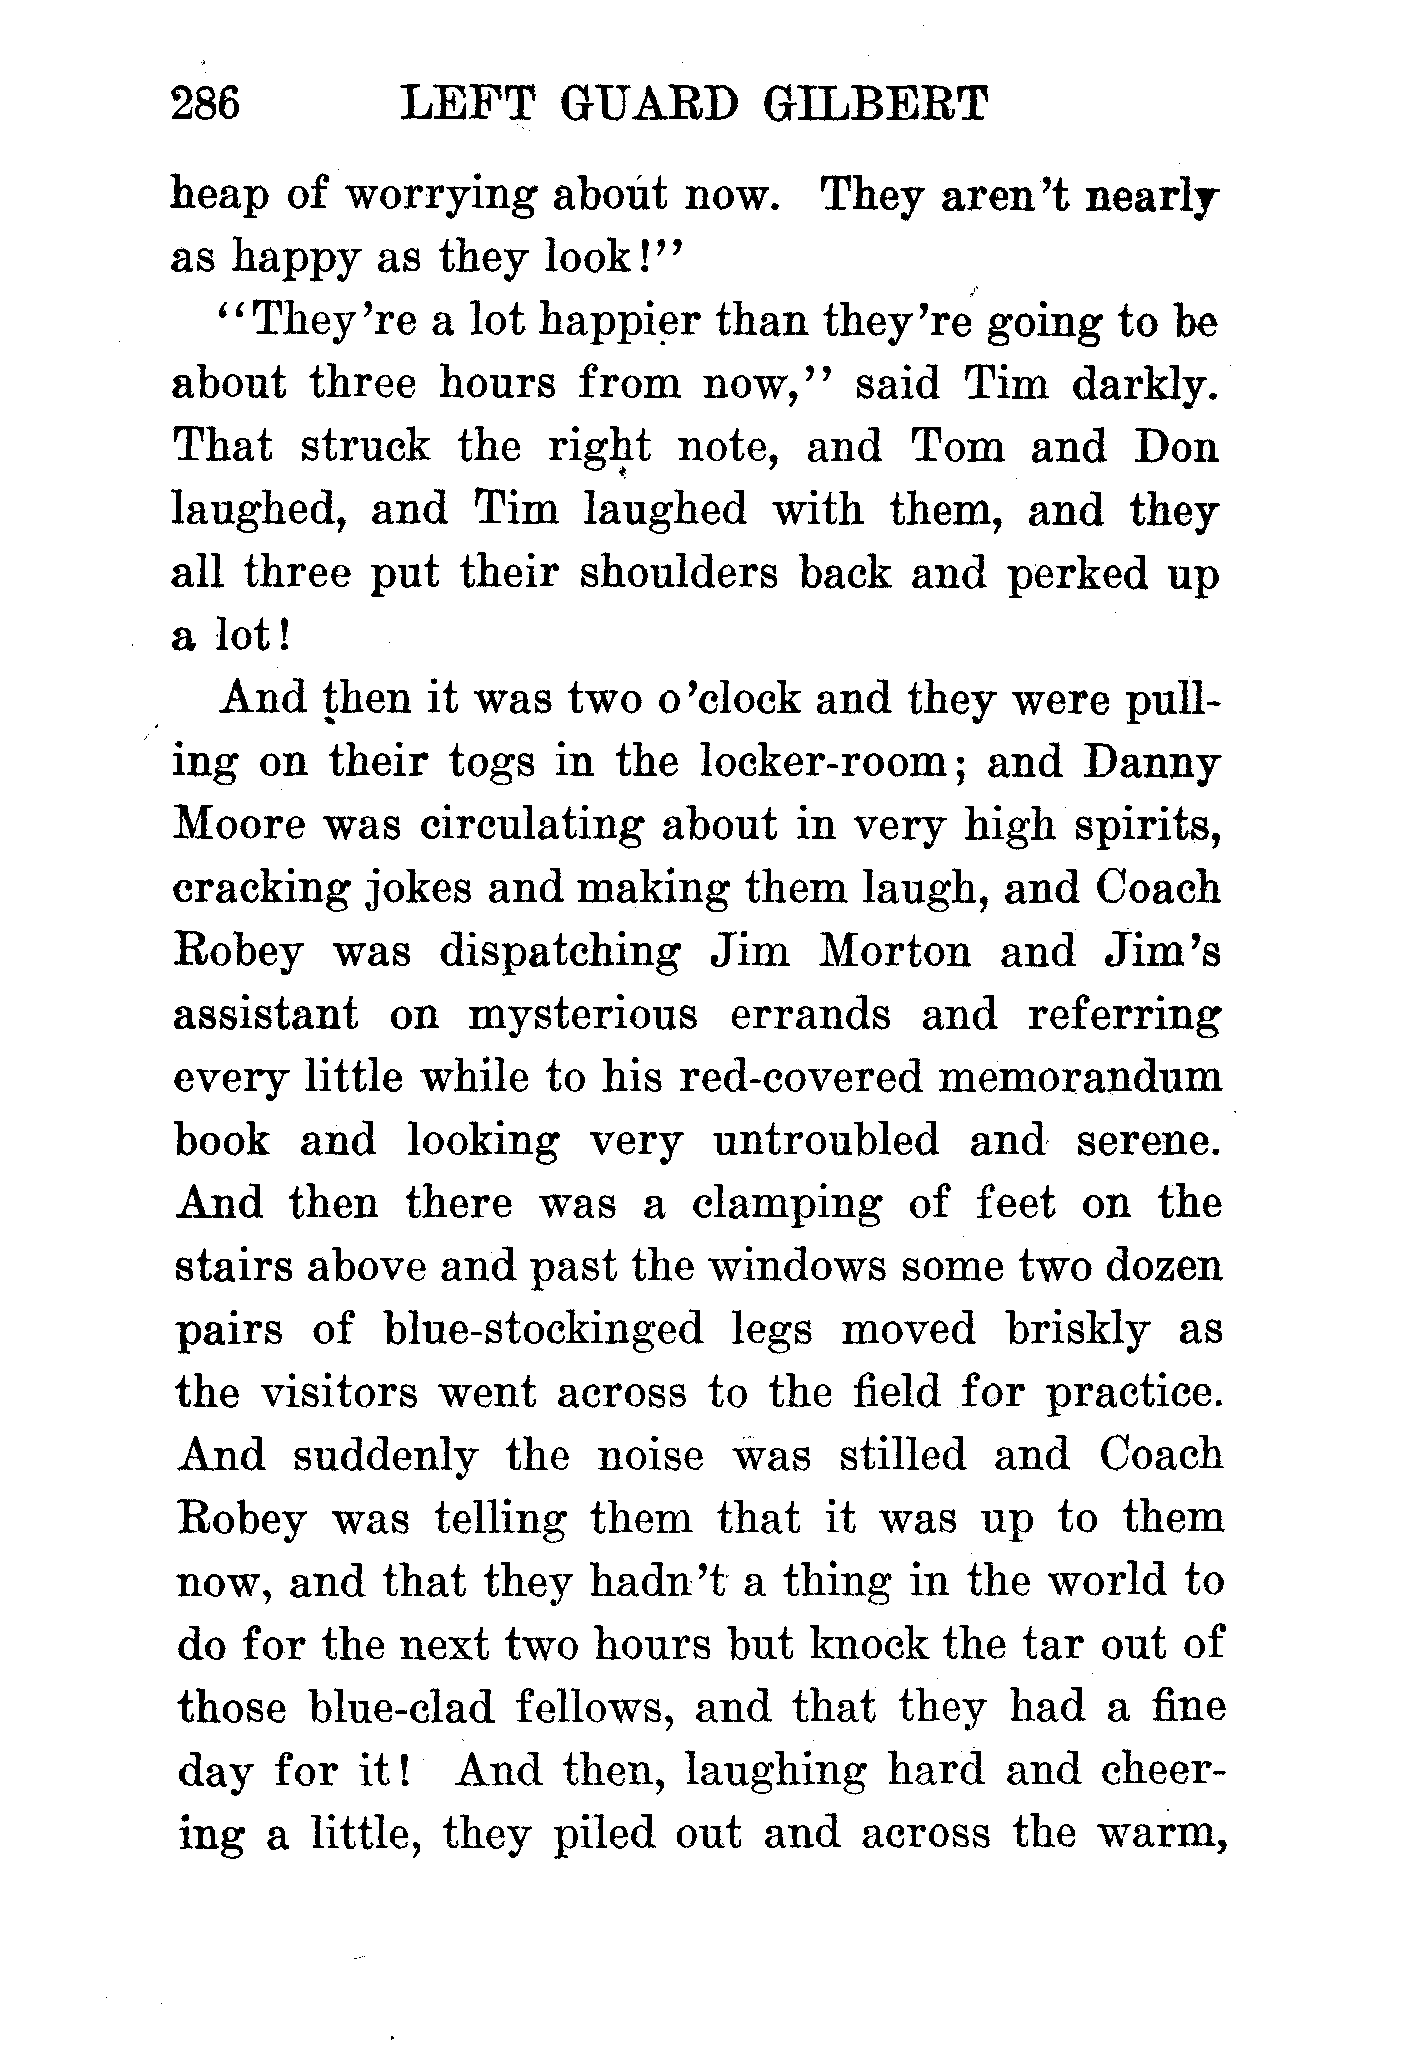 286 LEFT GUARD GILBERT
heap of worrying about now. They aren't nearly
as happy as they look!"
"They're a lot happier than they're going to be
about three hours from now," said Tim darkly.
That struck the right note, and Tom and Don
laughed, and Tim laughed with them, and they
all three put their shoulders back and perked up
a lot!
And then it was two o'clock and they were pull-
ing on their togs in the locker-room; and Danny
Moore was circulating about in very high spirits,
cracking jokes and making them laugh, and Coach
Robey was dispatching Jim Morton and Jim's
assistant on mysterious errands and referring
every little while to his red-covered memorandum
book and looking very untroubled and serene.
And then there was a clamping of feet on the
stairs above and past the windows some two dozen
pairs of blue-stockinged legs moved briskly as
the visitors went across to the field for practice.
And suddenly the noise was stilled and Coach
Robey was telling them that it was up to them
now, and that they hadn't a thing in the world to
do for the next two hours but knock the tar out of
those blue-clad fellows, and that they had a fine
day for it! And then, laughing hard and cheer-
ing a little, they piled out and across the warm,